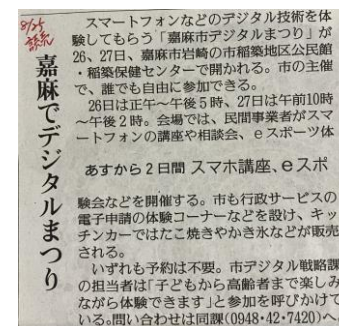 8/25
読売
嘉麻でデジタルまつり
スマートフォンなどのデジタル技術を体
験してもらう「嘉麻市デジタルまつり」が
26、27日、嘉麻市岩崎の市稲築地区公民館
・稲築保健センターで開かれる。市の主催
で、誰でも自由に参加できる。
26日は正午～午後5時、27日は午前10時
～午後2時。会場では、民間事業者がスマ
ートフォンの講座や相談会、eスポーツ体
あすから2日間 スマホ講座、eスポ
験会などを開催する。市も行政サービスの
電子申請の体験コーナーなどを設け、キッ
チンカーではたこ焼きやかき氷などが販売
される。
いずれも予約は不要。市デジタル戦略課
の担当者は「子どもから高齢者まで楽しみ
ながら体験できます」と参加を呼びかけて
いる。問い合わせは同課(0948・42・7420)へ。